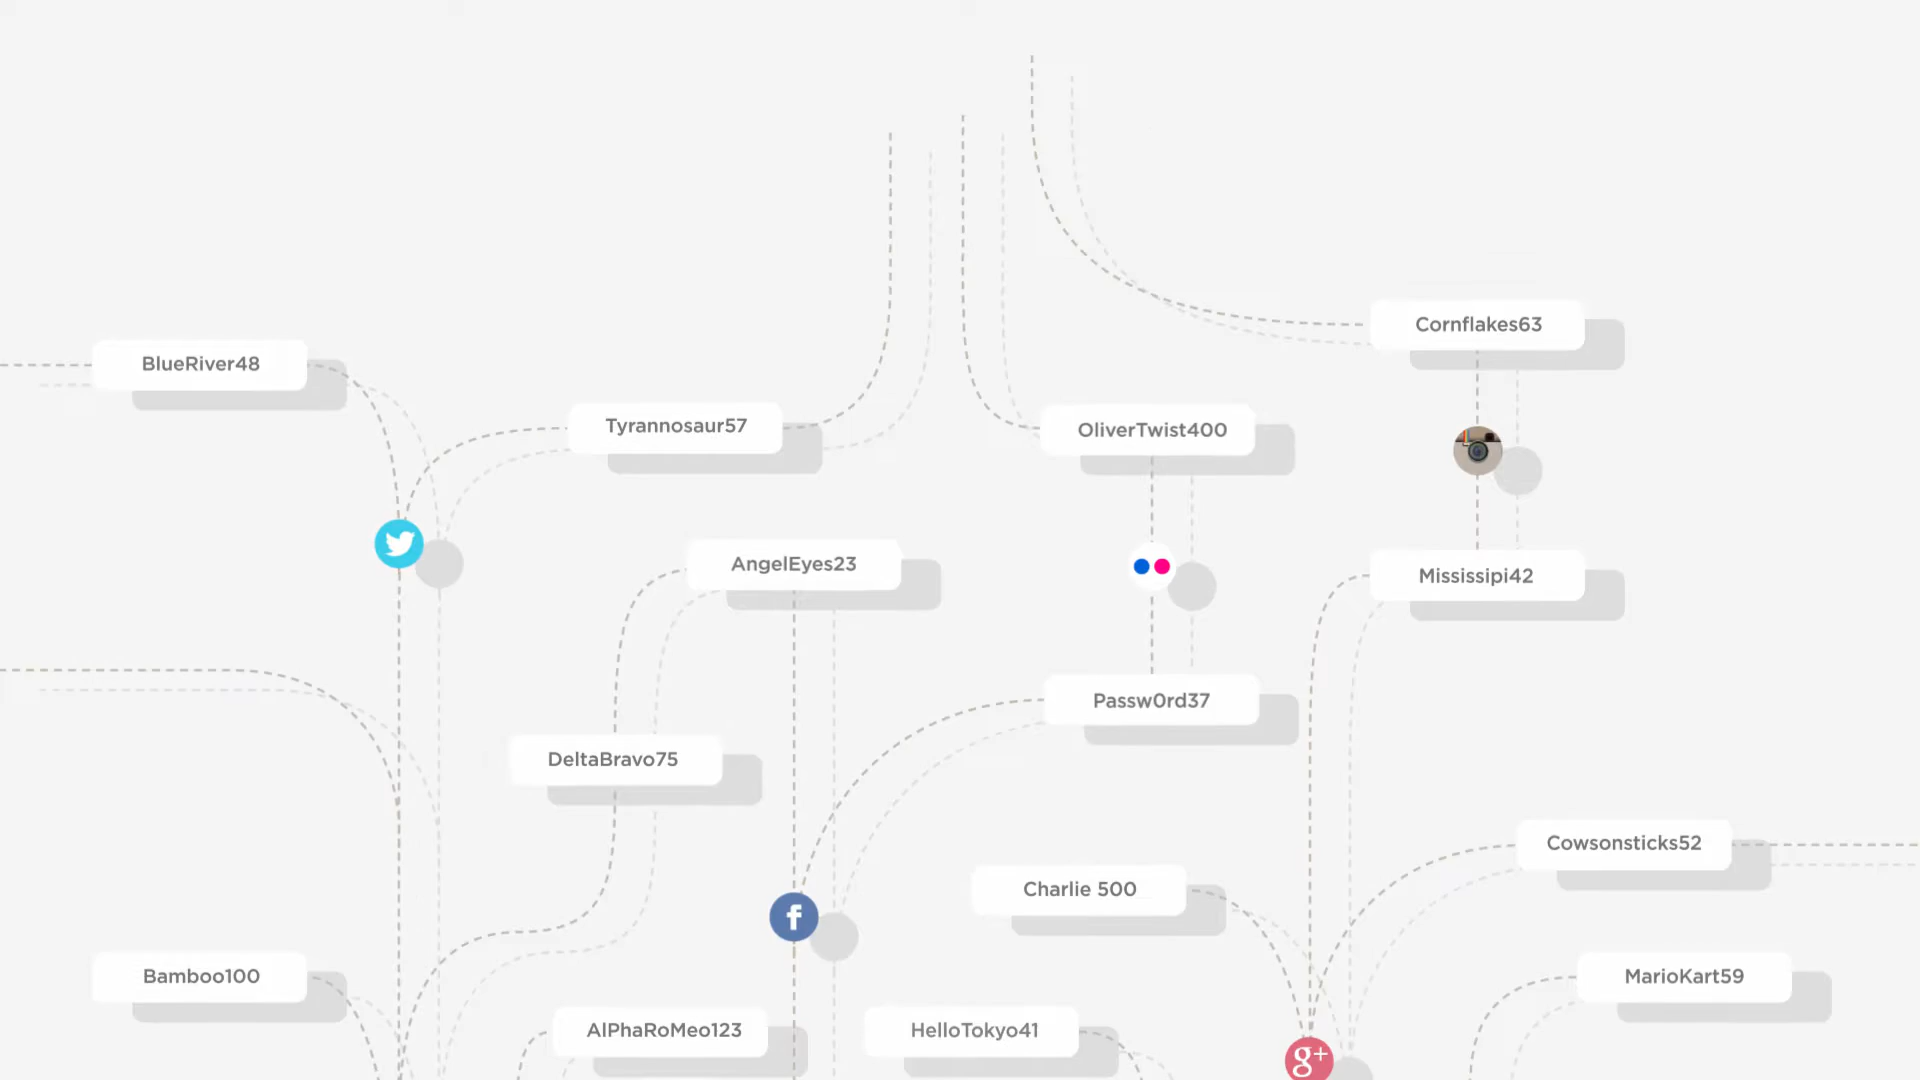 Cornflakes63
BlueRiver48
Tyrannosaur57
OliverTwist400
AngelEyes23
Mississipi42
Passw0rd37
DeltaBravo75
Cowsonsticks52
Charlie 500
Bamboo100
MarioKart59
AlPhaRoMeo123
HelloTokyo41
f
g+